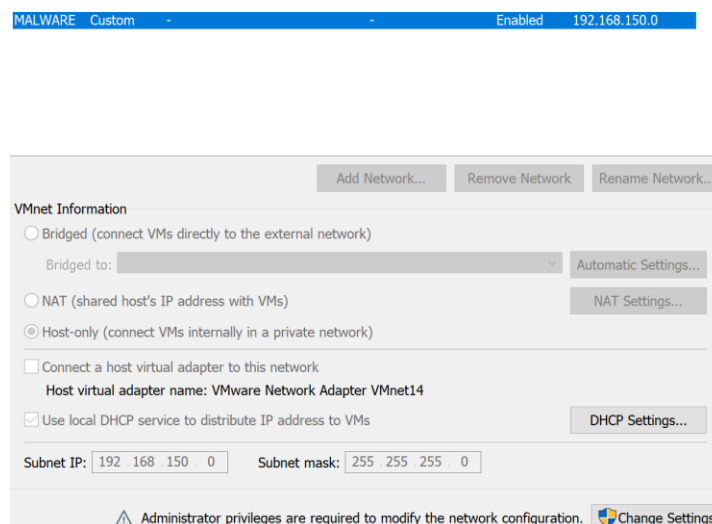 MALWARE Custom - - Enabled 192.168.150.0
Add Network... Remove Network Rename Network..
VMnet Information
Bridged (connect VMs directly to the external network)
Bridged to: Automatic Settings...
NAT (shared host's IP address with VMs) NAT Settings...
Host-only (connect VMs internally in a private network)
Connect a host virtual adapter to this network
Host virtual adapter name: VMware Network Adapter VMnet14
Use local DHCP service to distribute IP address to VMs DHCP Settings...
Subnet IP: 192 . 168 . 150 . 0 Subnet mask: 255 . 255 . 255 . 0
Administrator privileges are required to modify the network configuration. Change Settings